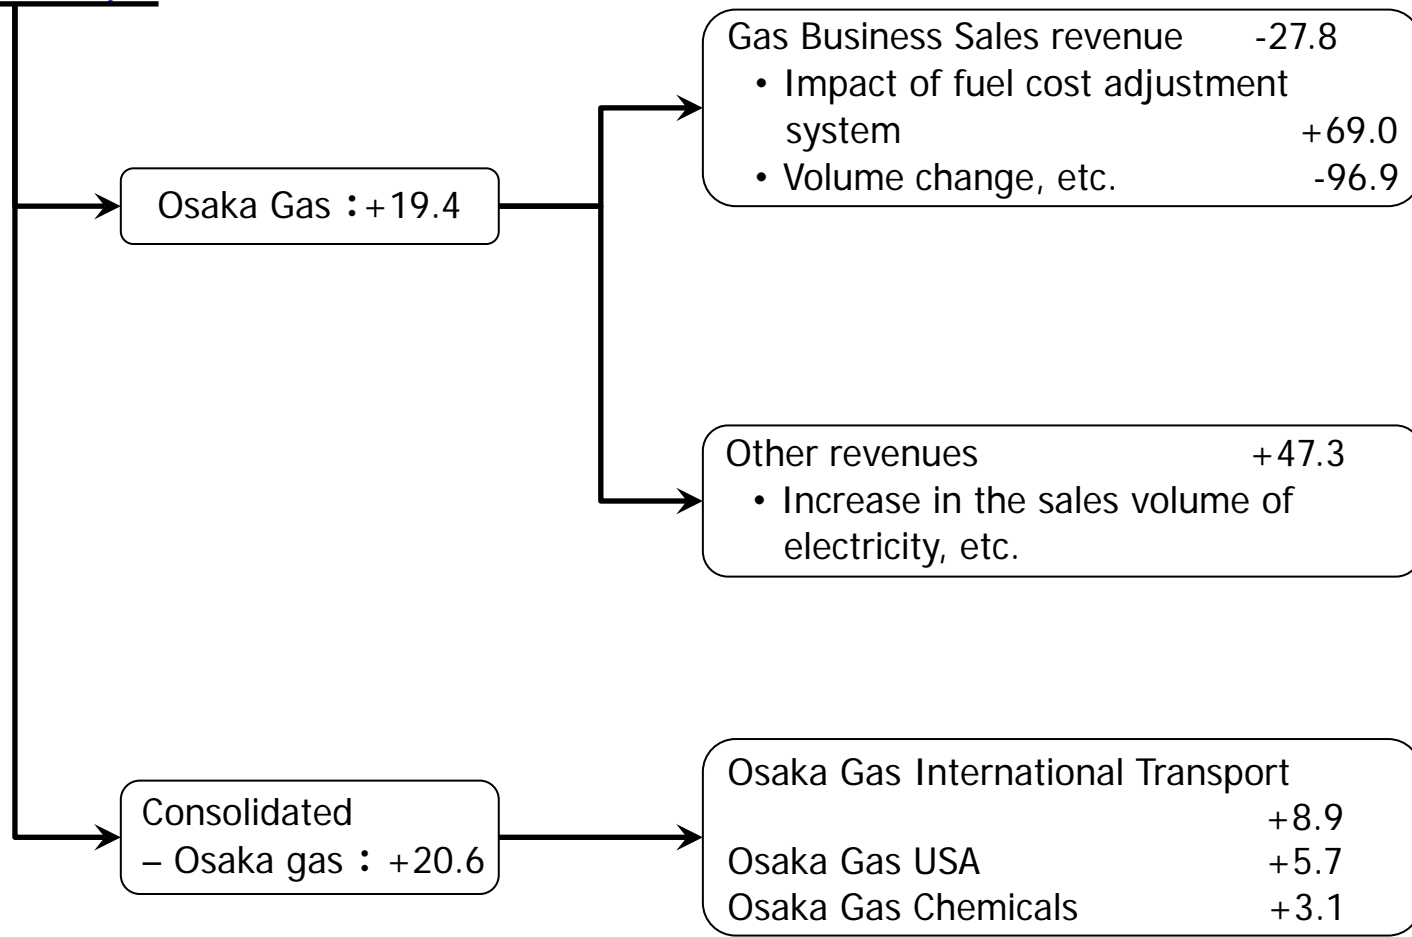 Gas Business Sales revenue -27.8
• Impact of fuel cost adjustment
system +69.0
• Volume change, etc. -96.9
Osaka Gas：+19.4
Other revenues +47.3
• Increase in the sales volume of
electricity, etc.
Consolidated
– Osaka gas： +20.6
Osaka Gas International Transport
+8.9
Osaka Gas USA +5.7
Osaka Gas Chemicals +3.1